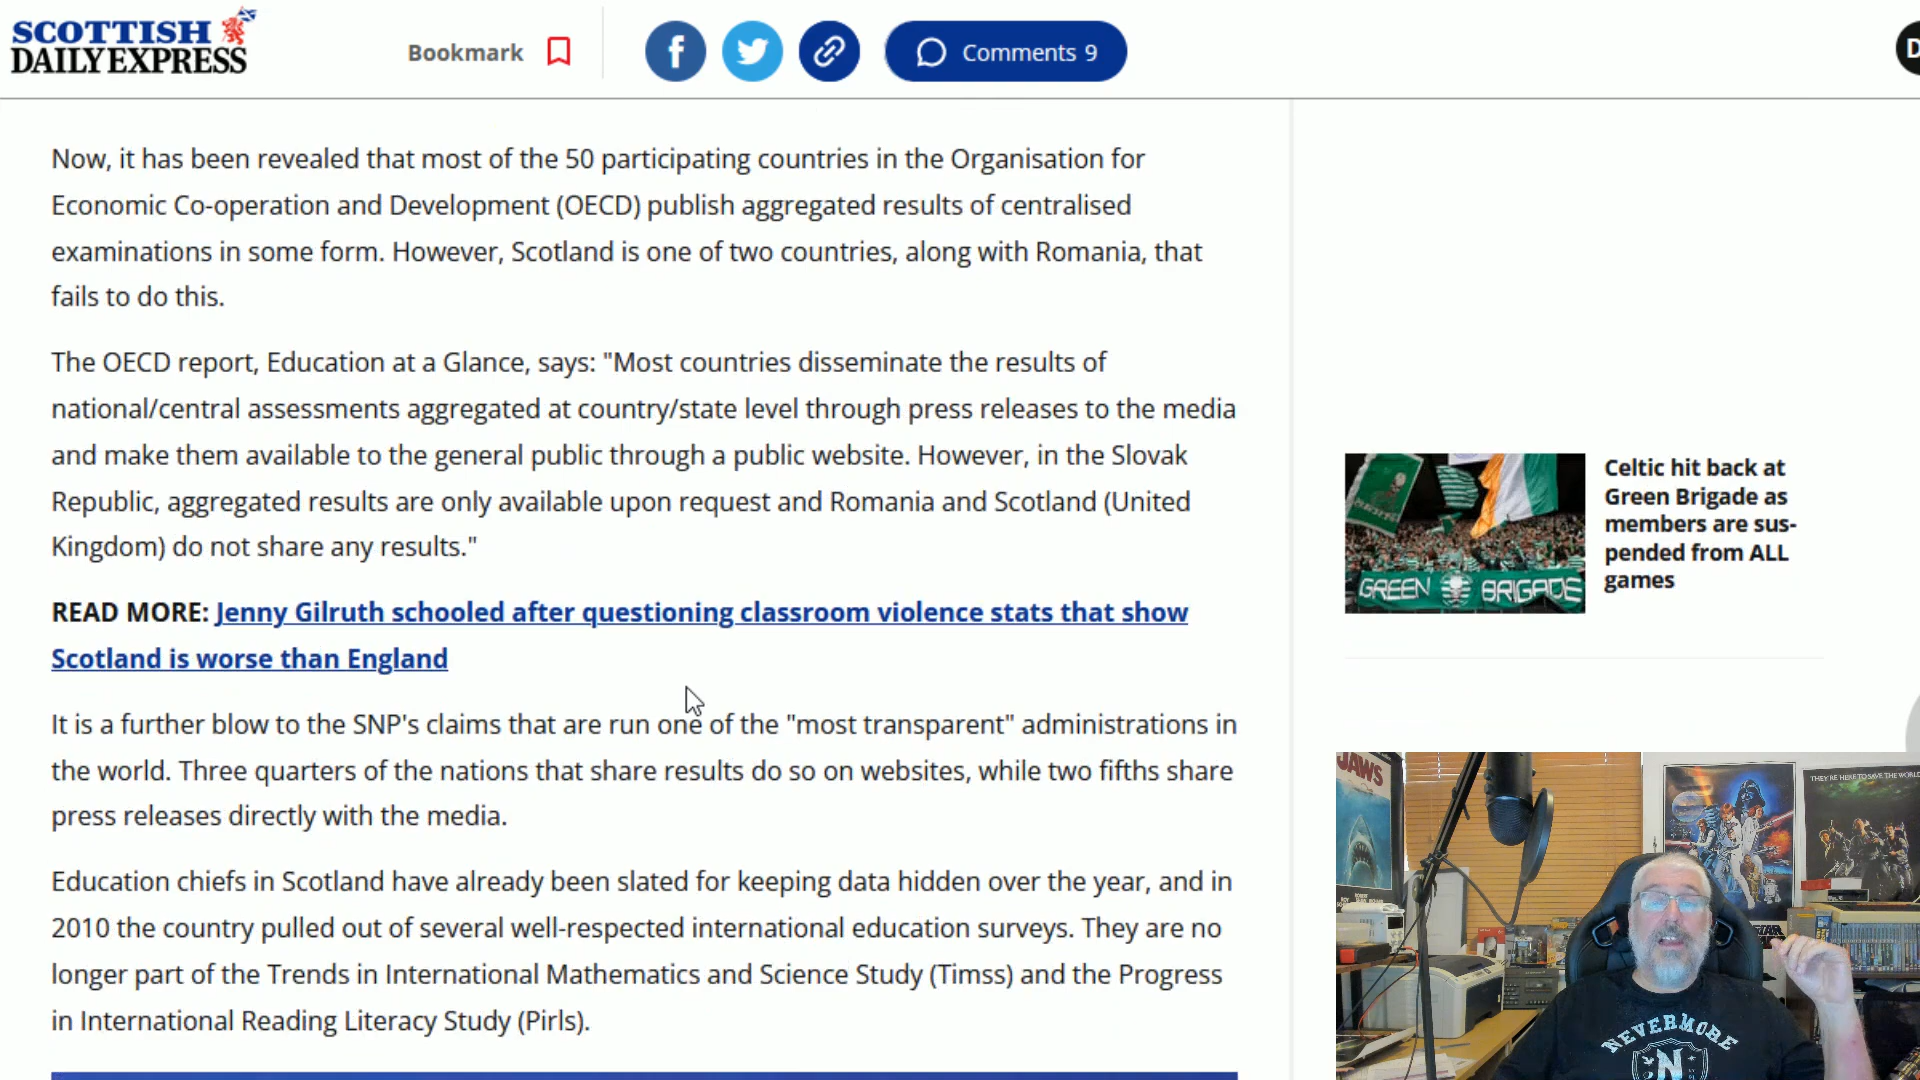 SCOTTISH
DAILY EXPRESS
Bookmark
Comments 9
D
Now, it has been revealed that most of the 50 participating countries in the Organisation for
Economic Co-operation and Development (OECD) publish aggregated results of centralised
examinations in some form. However, Scotland is one of two countries, along with Romania, that
fails to do this.
The OECD report, Education at a Glance, says: "Most countries disseminate the results of
national/central assessments aggregated at country/state level through press releases to the media
and make them available to the general public through a public website. However, in the Slovak
Republic, aggregated results are only available upon request and Romania and Scotland (United
Kingdom) do not share any results."
READ MORE: Jenny Gilruth schooled after questioning classroom violence stats that show
Scotland is worse than England
It is a further blow to the SNP's claims that are run one of the "most transparent" administrations in
the world. Three quarters of the nations that share results do so on websites, while two fifths share
press releases directly with the media.
Education chiefs in Scotland have already been slated for keeping data hidden over the year, and in
2010 the country pulled out of several well-respected international education surveys. They are no
longer part of the Trends in International Mathematics and Science Study (Timss) and the Progress
in International Reading Literacy Study (Pirls).
GREEN BRIGADE
Celtic hit back at
Green Brigade as
members are sus-
pended from ALL
games
JAWS
THEY'RE HERE TO SAVE THE WORLD
STAR
NEVERMORE
N